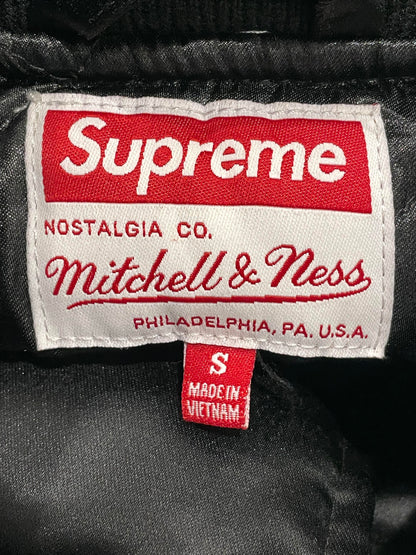 Supreme
NOSTALGIA CO.
Mitchell & Ness
PHILADELPHIA, PA. U.S.A.
S
MADE IN
VIETNAM